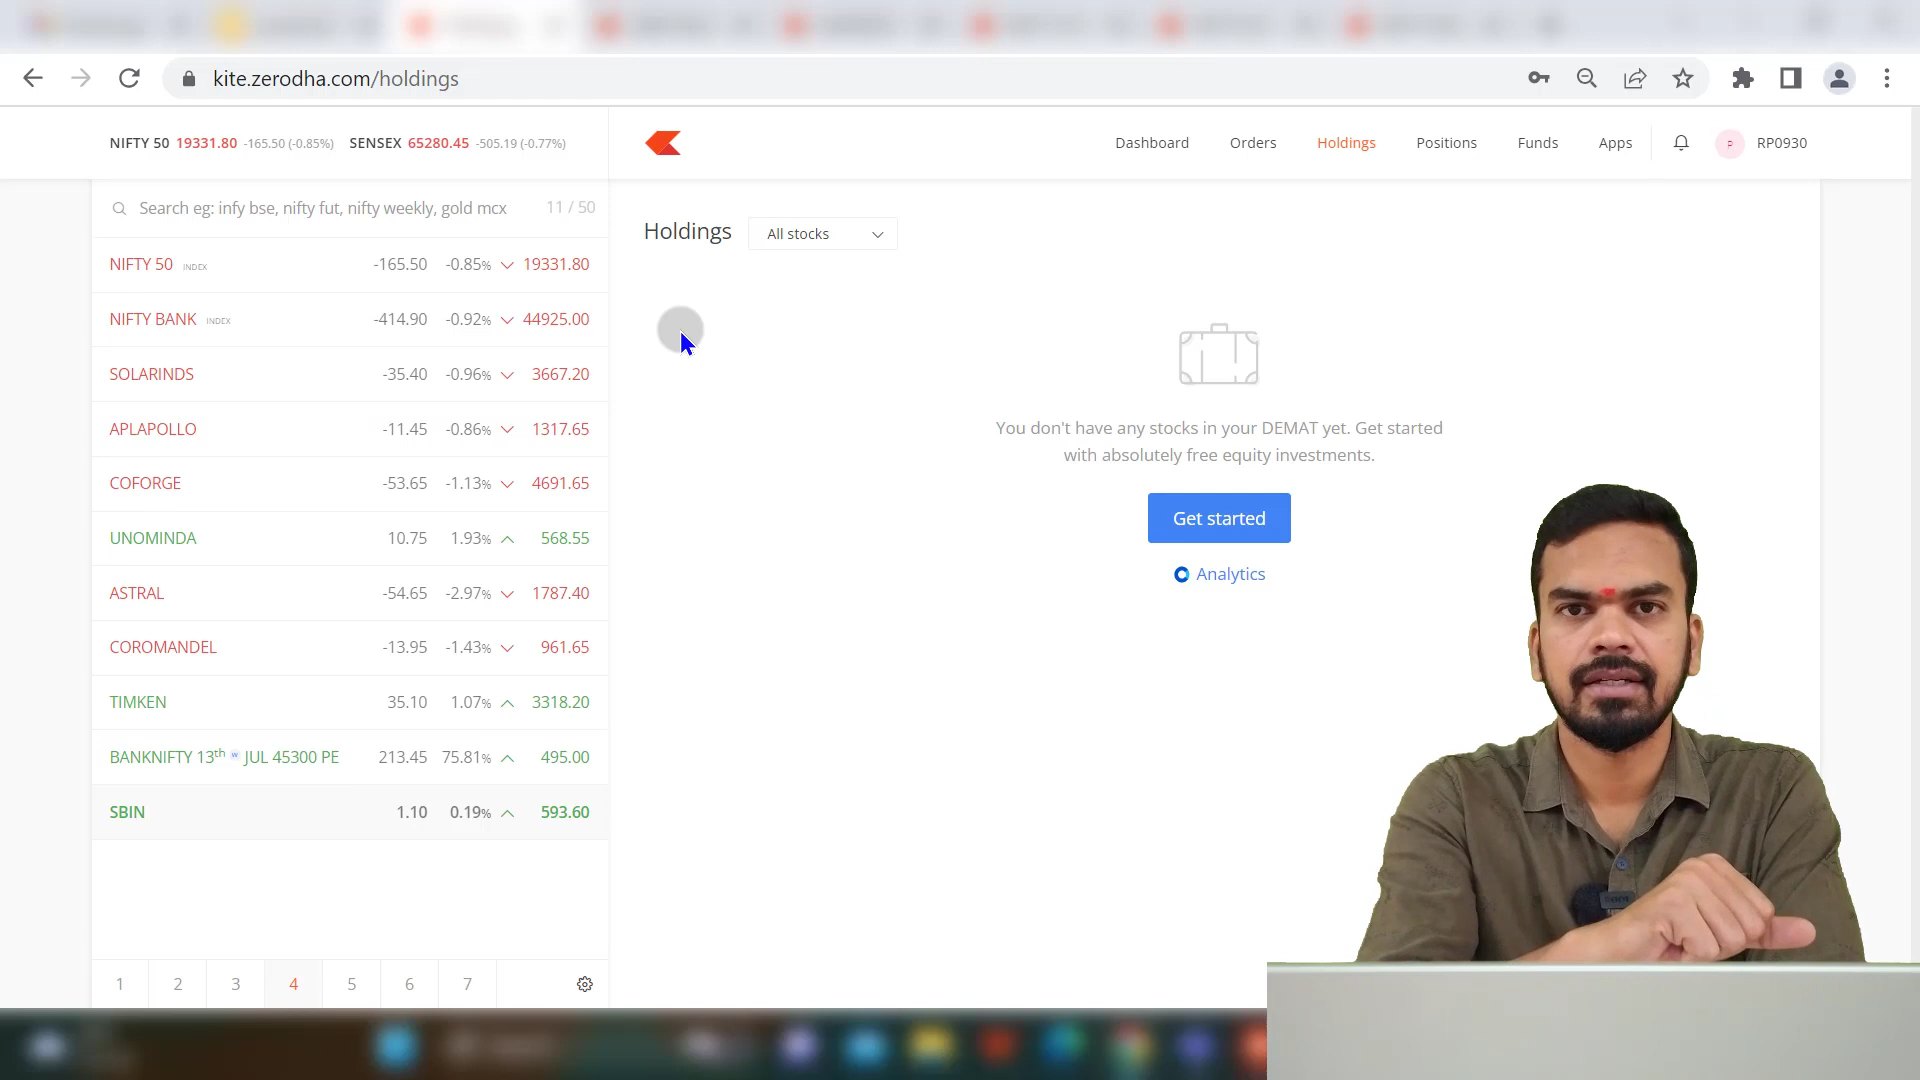 kite.zerodha.com/holdings
NIFTY 50 19331.80 -165.50 (-0.85%) SENSEX 65280.45 -505.19 (-0.77%)
Dashboard Orders Holdings Positions Funds Apps P RP0930
Search eg: infy bse, nifty fut, nifty weekly, gold mcx 11 / 50
NIFTY 50 INDEX -165.50 -0.85% 19331.80
NIFTY BANK INDEX -414.90 -0.92% 44925.00
SOLARINDS -35.40 -0.96% 3667.20
APLAPOLLO -11.45 -0.86% 1317.65
COFORGE -53.65 -1.13% 4691.65
UNOMINDA 10.75 1.93% 568.55
ASTRAL -54.65 -2.97% 1787.40
COROMANDEL -13.95 -1.43% 961.65
TIMKEN 35.10 1.07% 3318.20
BANKNIFTY 13th w JUL 45300 PE 213.45 75.81% 495.00
SBIN 1.10 0.19% 593.60
1 2 3 4 5 6 7
Holdings All stocks
You don't have any stocks in your DEMAT yet. Get started
with absolutely free equity investments.
Get started
Analytics